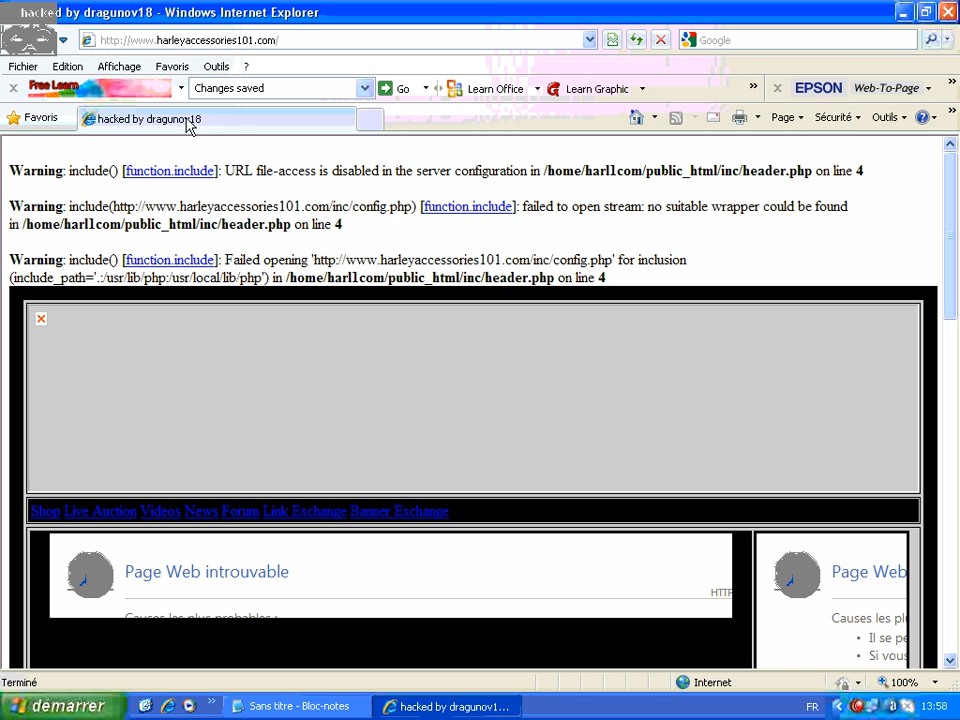 hacked by dragunov18 - Windows Internet Explorer
http://www.harleyaccessories101.com/
Google
Fichier Edition Affichage Favoris Outils ?
Free Learn Changes saved Go Learn Office Learn Graphic » EPSON Web-To-Page »
Favoris hacked by dragunov18 Page Sécurité Outils »
Warning: include() [function.include]: URL file-access is disabled in the server configuration in /home/harl1com/public_html/inc/header.php on line 4
Warning: include(http://www.harleyaccessories101.com/inc/config.php) [function.include]: failed to open stream: no suitable wrapper could be found
in /home/harl1com/public_html/inc/header.php on line 4
Warning: include() [function.include]: Failed opening 'http://www.harleyaccessories101.com/inc/config.php' for inclusion
(include_path='.:/usr/lib/php:/usr/local/lib/php') in /home/harl1com/public_html/inc/header.php on line 4
Shop Live Auction Videos News Forum Link Exchange Banner Exchange
Page Web introuvable Page Web
HTTP
Causes les plus probables : Causes les pl
Il se pe
Si vous
Terminé Internet 100%
démarrer » Sans titre - Bloc-notes hacked by dragunov1... FR 13:58